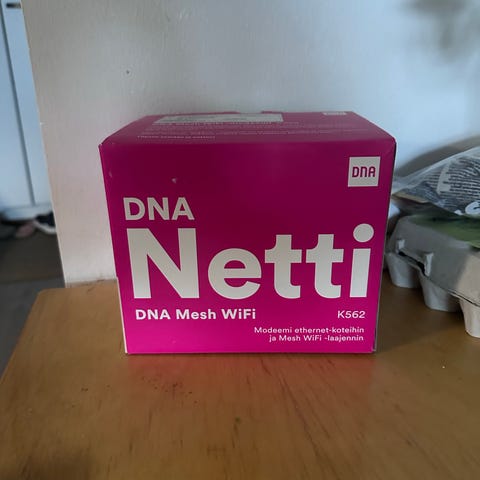 DNA
DNA
Netti
DNA Mesh WiFi
K562
Modeemi ethernet-koteihin
ja Mesh WiFi -laajennin